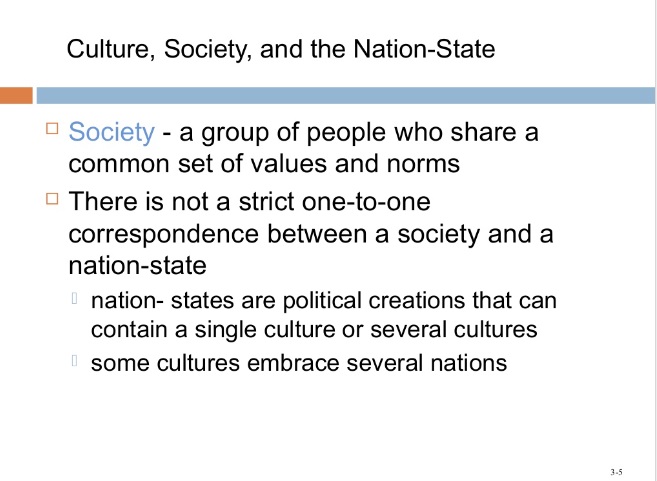 Culture, Society, and the Nation-State
Society - a group of people who share a
common set of values and norms
There is not a strict one-to-one
correspondence between a society and a
nation-state
nation- states are political creations that can
contain a single culture or several cultures
some cultures embrace several nations
3-5